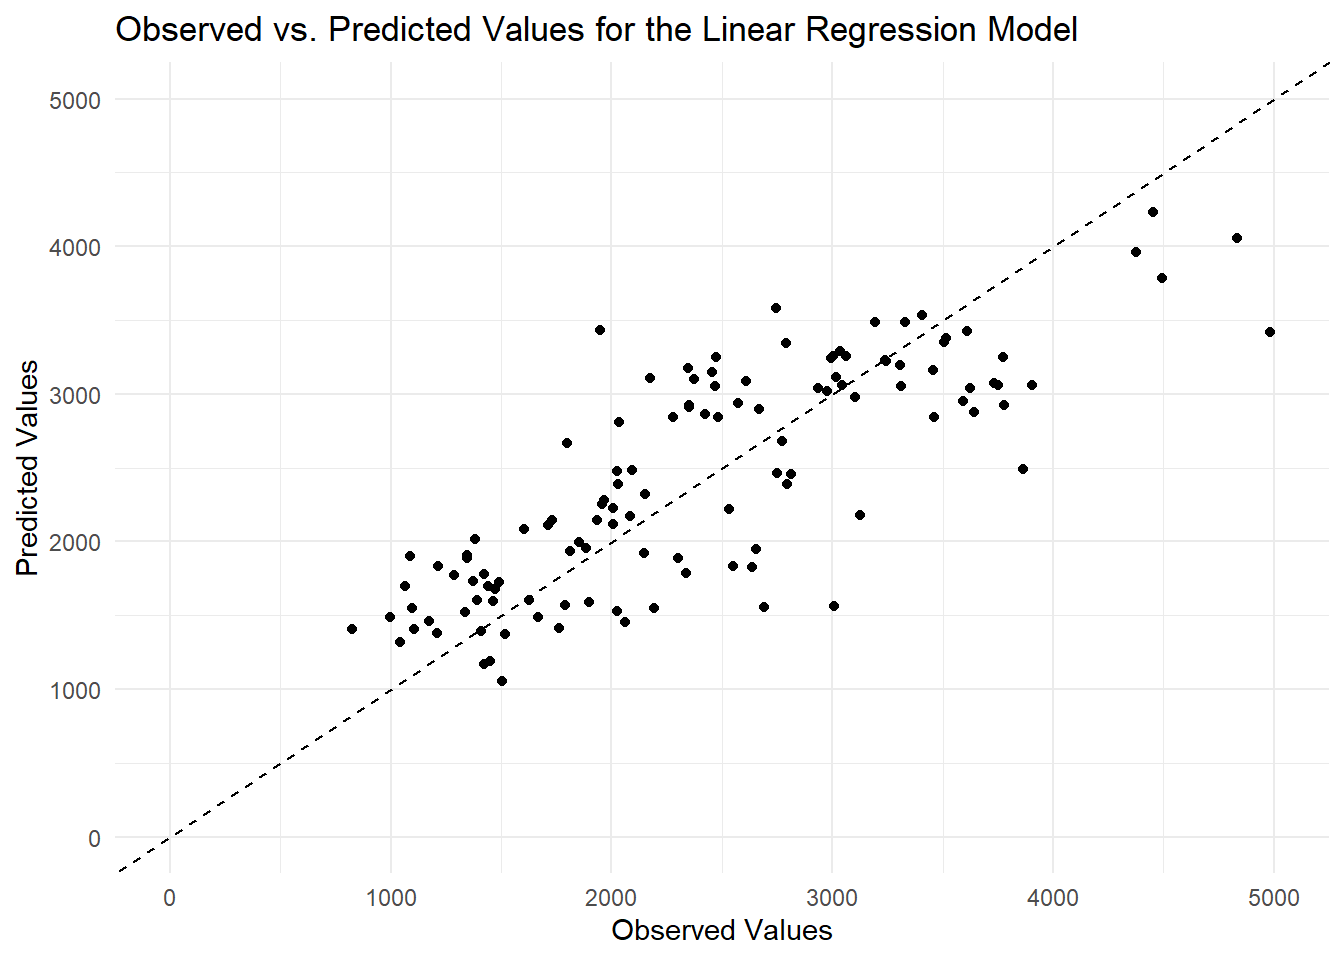 Observed vs. Predicted Values for the Linear Regression Model
5000
4000
3000
2000
1000
0
Predicted Values
0 1000 2000 3000 4000 5000
Observed Values